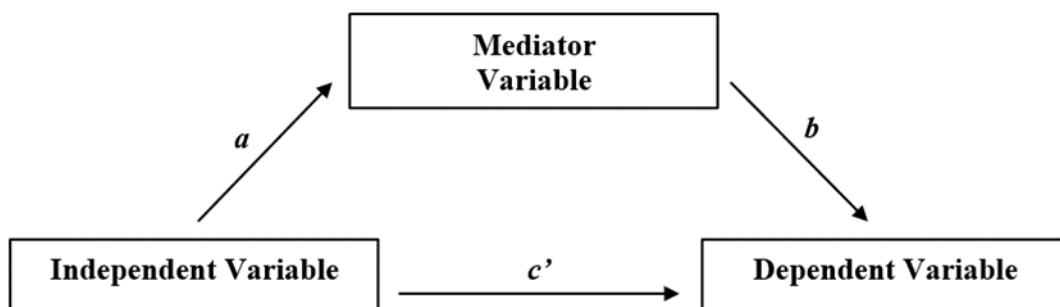 Mediator
Variable
a
b
Independent Variable
c’
Dependent Variable